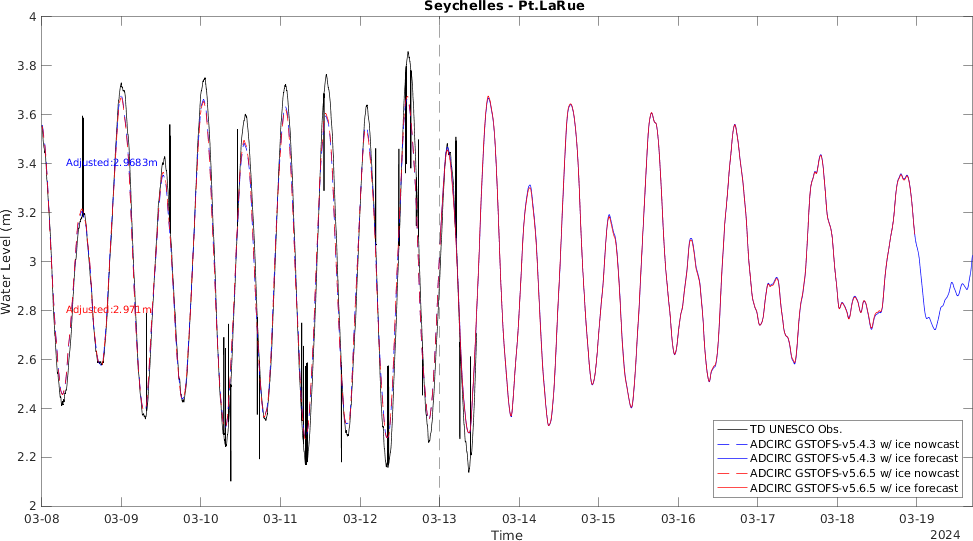 Seychelles - Pt.LaRue
4
3.8
3.6
3.4
3.2
3
2.8
2.6
2.4
2.2
2
Water Level (m)
Adjusted:2.9683m
Adjusted:2.971m
TD UNESCO Obs.
ADCIRC GSTOFS-v5.4.3 w/ ice nowcast
ADCIRC GSTOFS-v5.4.3 w/ ice forecast
ADCIRC GSTOFS-v5.6.5 w/ ice nowcast
ADCIRC GSTOFS-v5.6.5 w/ ice forecast
03-08 03-09 03-10 03-11 03-12 03-13 03-14 03-15 03-16 03-17 03-18 03-19
2024
Time